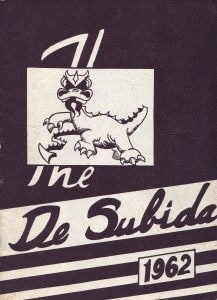 The
De Subida
1962